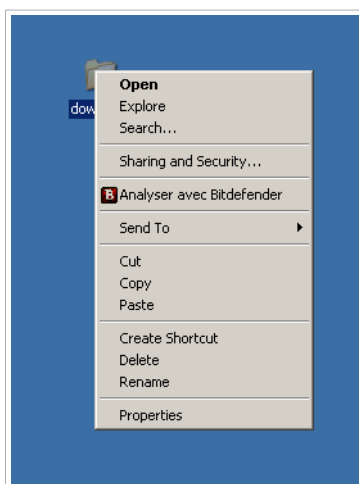 Open
dow
Explore
Search...
Sharing and Security...
B Analyser avec Bitdefender
Send To
Cut
Copy
Paste
Create Shortcut
Delete
Rename
Properties